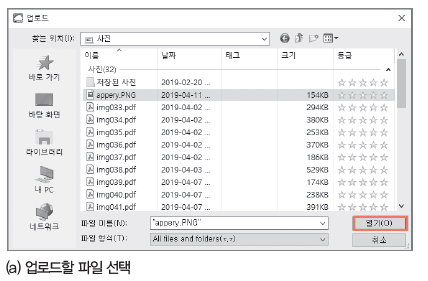 업로드
찾는 위치(I): 사진
이름 날짜 태그 크기 등급
사진(32)
저장된 사진 2019-02-20 ...
appery.PNG 2019-04-11 ... 154KB
img033.pdf 2019-04-02 ... 294KB
img034.pdf 2019-04-02 ... 380KB
img035.pdf 2019-04-02 ... 253KB
img036.pdf 2019-04-02 ... 370KB
img037.pdf 2019-04-02 ... 186KB
img038.pdf 2019-04-03 ... 529KB
img039.pdf 2019-04-07 ... 174KB
img040.pdf 2019-04-07 ... 238KB
img041.pdf 2019-04-07 ... 391KB
바로 가기
바탕 화면
라이브러리
내 PC
네트워크
파일 이름(N): "appery.PNG" 열기(O)
파일 형식(T): All files and folders(*.*) 취소
(a) 업로드할 파일 선택